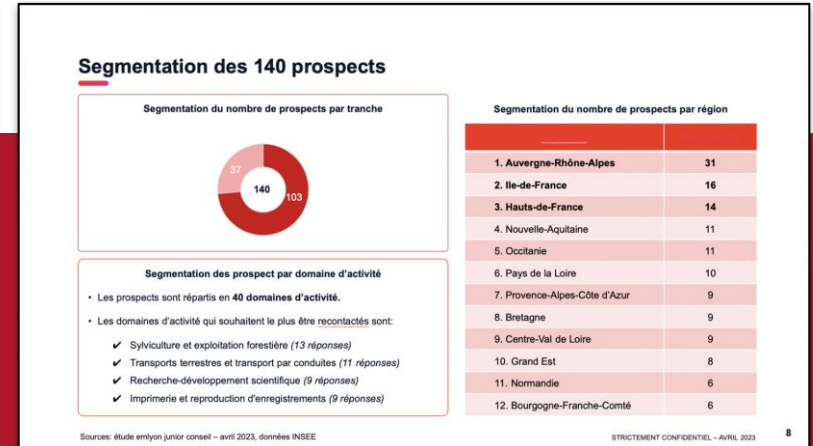 Segmentation des 140 prospects
Segmentation du nombre de prospects par tranche
37
140
103
Segmentation des prospect par domaine d'activité
• Les prospects sont répartis en 40 domaines d'activité.
• Les domaines d'activité qui souhaitent le plus être recontactés sont:
✔ Sylviculture et exploitation forestière (13 réponses)
✔ Transports terrestres et transport par conduites (11 réponses)
✔ Recherche-développement scientifique (9 réponses)
✔ Imprimerie et reproduction d'enregistrements (9 réponses)
Segmentation du nombre de prospects par région
1. Auvergne-Rhône-Alpes 31
2. Ile-de-France 16
3. Hauts-de-France 14
4. Nouvelle-Aquitaine 11
5. Occitanie 11
6. Pays de la Loire 10
7. Provence-Alpes-Côte d'Azur 9
8. Bretagne 9
9. Centre-Val de Loire 9
10. Grand Est 8
11. Normandie 6
12. Bourgogne-Franche-Comté 6
Sources: étude emlyon junior conseil – avril 2023, données INSEE
STRICTEMENT CONFIDENTIEL – AVRIL 2023
8